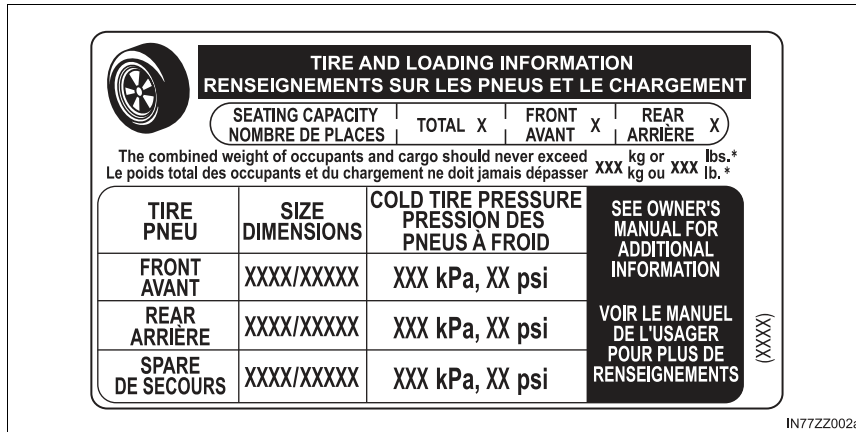 TIRE AND LOADING INFORMATION
RENSEIGNEMENTS SUR LES PNEUS ET LE CHARGEMENT
SEATING CAPACITY
NOMBRE DE PLACES
TOTAL X
FRONT
AVANT
X
REAR
ARRIÈRE
X
The combined weight of occupants and cargo should never exceed XXX kg or XXX lbs.*
Le poids total des occupants et du chargement ne doit jamais dépasser kg ou lb. *
TIRE
PNEU
SIZE
DIMENSIONS
COLD TIRE PRESSURE
PRESSION DES
PNEUS À FROID
SEE OWNER'S
MANUAL FOR
ADDITIONAL
INFORMATION
VOIR LE MANUEL
DE L'USAGER
POUR PLUS DE
RENSEIGNEMENTS
FRONT
AVANT
XXXX/XXXXX
XXX kPa, XX psi
REAR
ARRIÈRE
XXXX/XXXXX
XXX kPa, XX psi
SPARE
DE SECOURS
XXXX/XXXXX
XXX kPa, XX psi
(XXXX)
IN77ZZ002a